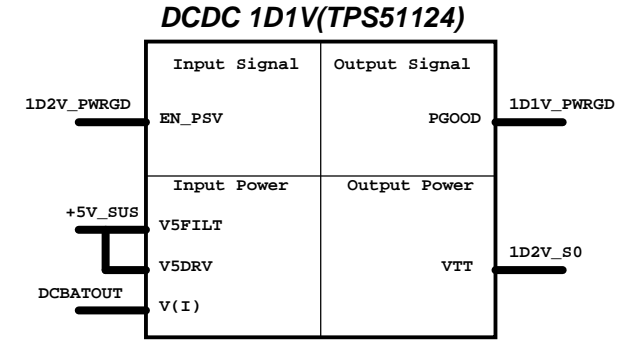 DCDC 1D1V(TPS51124)
Input Signal
Output Signal
1D2V_PWRGD
EN_PSV
PGOOD
1D1V_PWRGD
Input Power
Output Power
+5V_SUS
V5FILT
V5DRV
VTT
1D2V_S0
DCBATOUT
V(I)